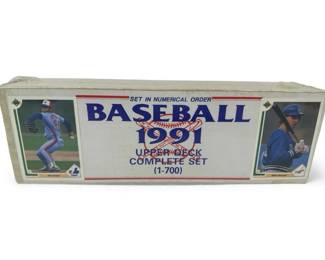 SET IN NUMERICAL ORDER
BASEBALL
1991
UPPER DECK
COMPLETE SET
(1-700)